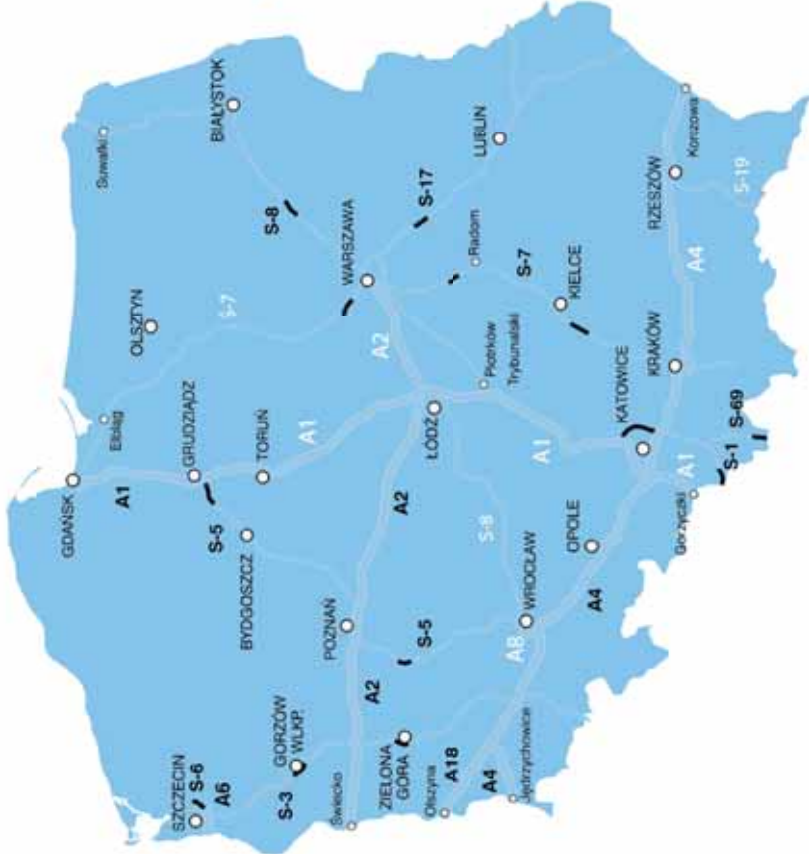 GDAŃSK
Elbląg
OLSZTYN
Suwałki
BIAŁYSTOK
SZCZECIN
S-6
A6
A1
GRUDZIĄDZ
S-5
BYDGOSZCZ
TORUŃ
S-7
S-8
GORZÓW
WLKP.
S-3
A1
WARSZAWA
Świecko
A2
POZNAŃ
A2
A2
S-17
ZIELONA
GÓRA
S-5
ŁÓDŹ
Piotrków
Trybunalski
Radom
LUBLIN
Olszyna
A18
S-8
S-7
A4
Jędrzychowice
A8
WROCŁAW
A1
KIELCE
OPOLE
A4
KATOWICE
KRAKÓW
A4
RZESZÓW
Korczowa
Gorzyczki
A1
S-1
S-69
S-19